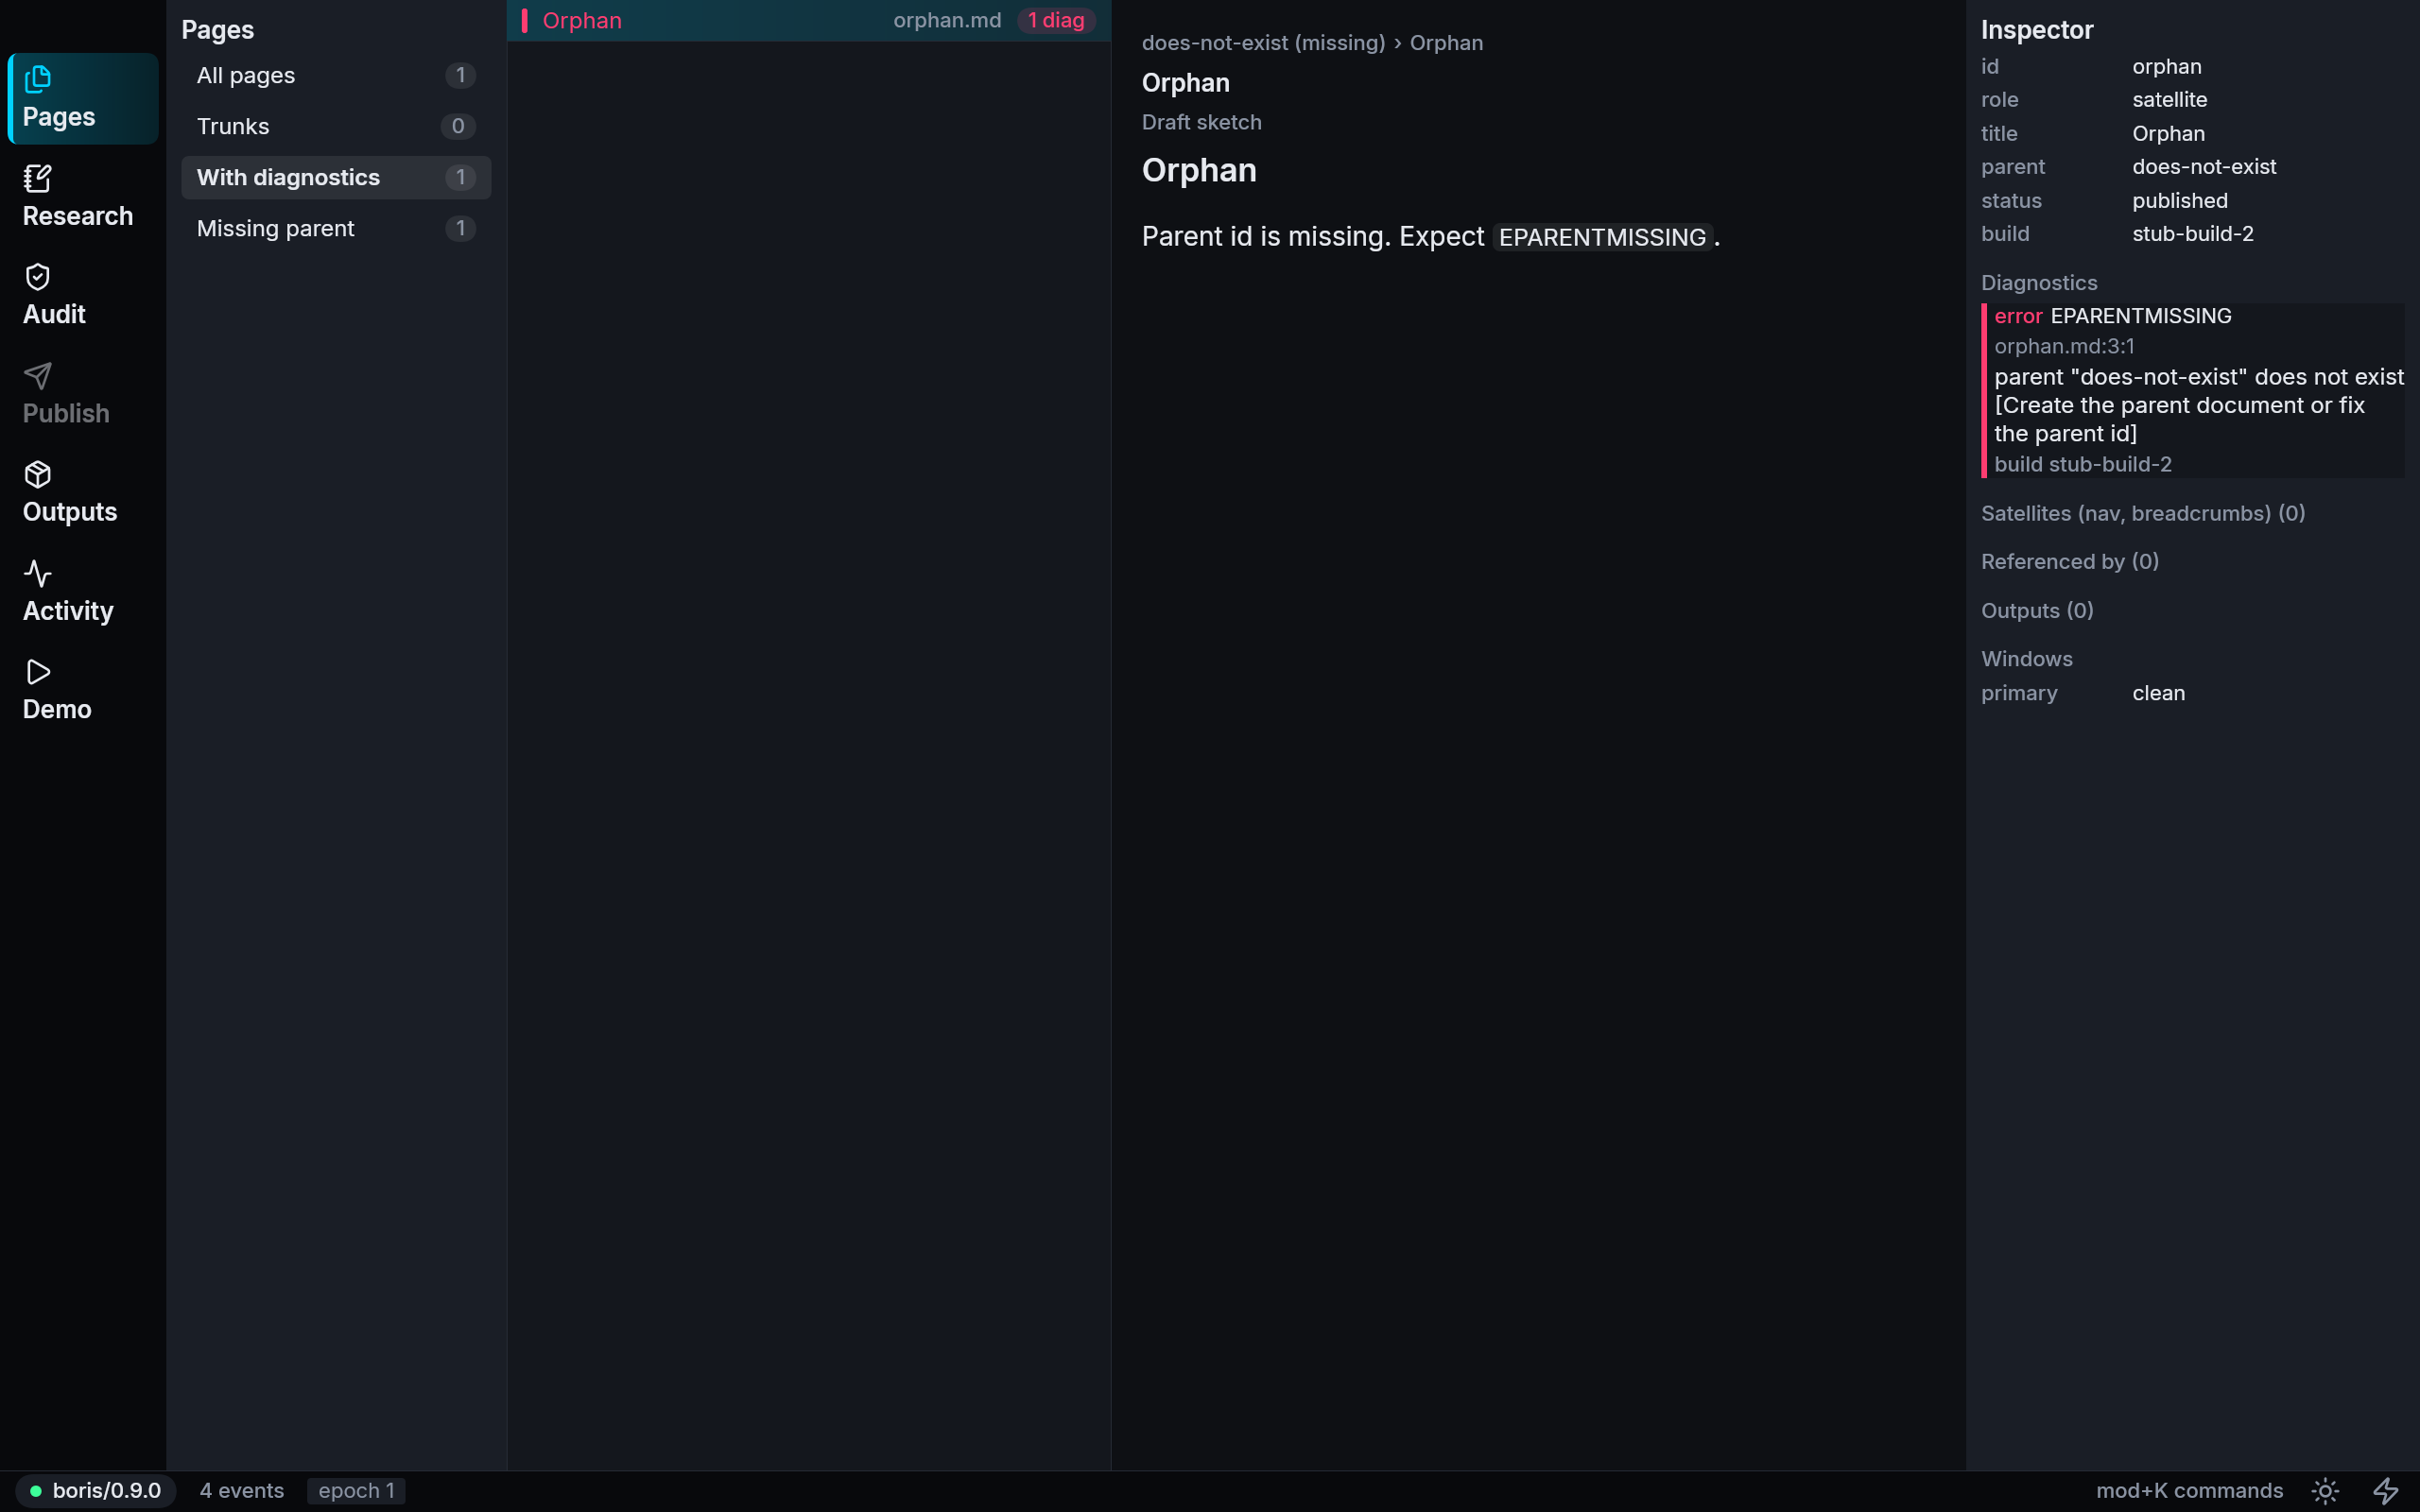 Pages
Research
Audit
Publish
Outputs
Activity
Demo
Pages
All pages 1
Trunks 0
With diagnostics 1
Missing parent 1
Orphan orphan.md 1 diag
does-not-exist (missing) › Orphan
Orphan
Draft sketch
Orphan
Parent id is missing. Expect EPARENTMISSING.
Inspector
id orphan
role satellite
title Orphan
parent does-not-exist
status published
build stub-build-2
Diagnostics
error EPARENTMISSING
orphan.md:3:1
parent "does-not-exist" does not exist
[Create the parent document or fix
the parent id]
build stub-build-2
Satellites (nav, breadcrumbs) (0)
Referenced by (0)
Outputs (0)
Windows
primary clean
boris/0.9.0 4 events epoch 1 mod+K commands